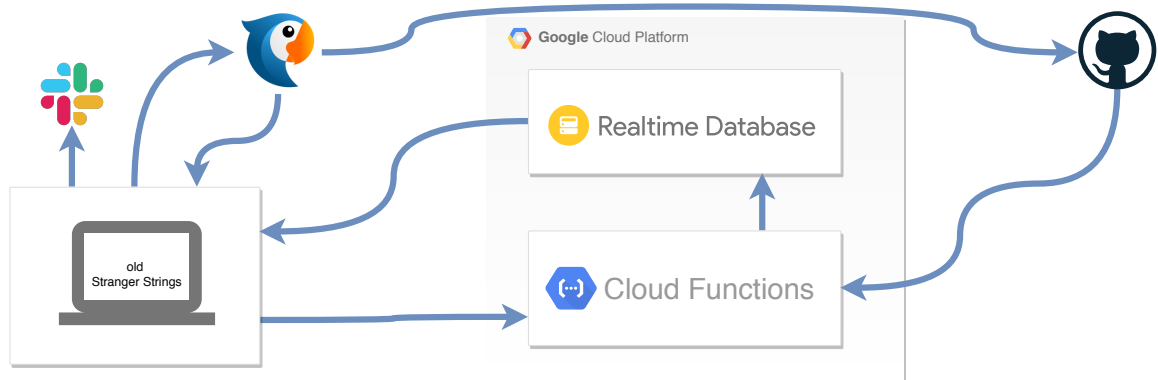 Google Cloud Platform
Realtime Database
old
Stranger Strings
Cloud Functions